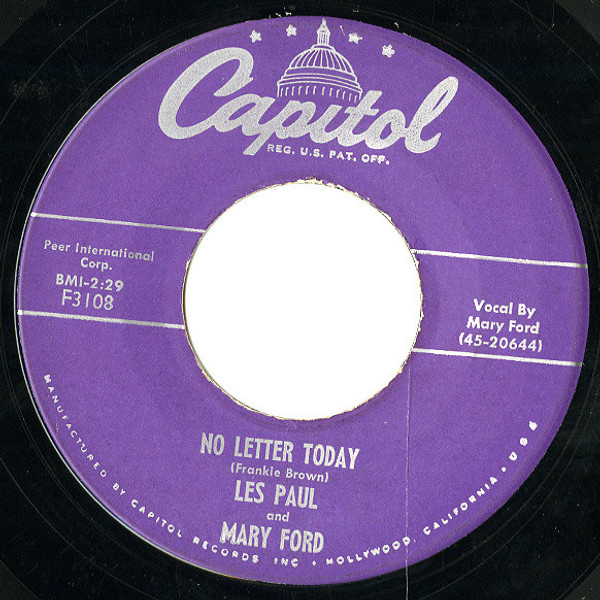 Capitol
REG. U.S. PAT. OFF.
Peer International
Corp.
BMI-2:29
F3108
Vocal By
Mary Ford
(45-20644)
NO LETTER TODAY
(Frankie Brown)
LES PAUL
and
MARY FORD
MANUFACTURED BY CAPITOL RECORDS INC • HOLLYWOOD, CALIFORNIA • USA